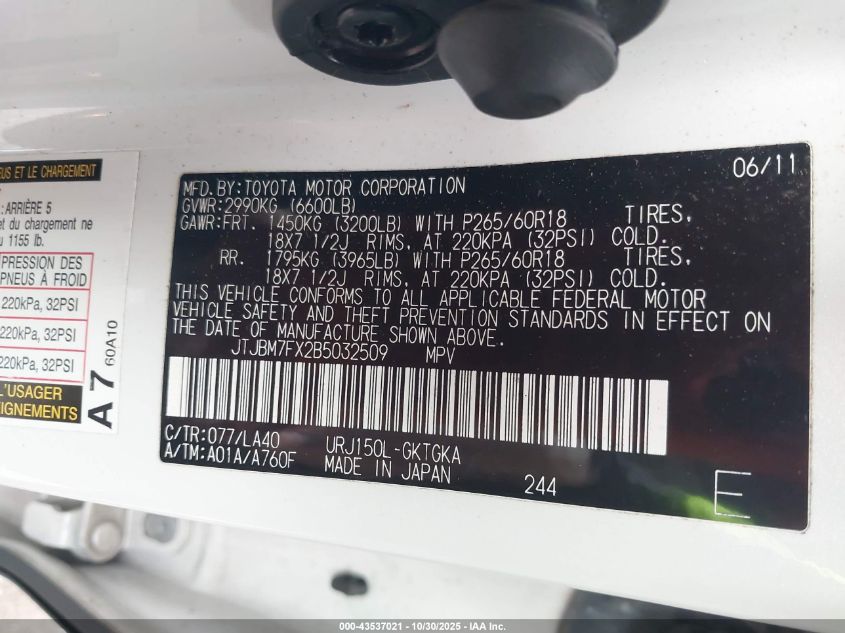 EUS ET LE CHARGEMENT
:ARRIÈRE 5
et du chargement ne
1155 lb.
PRESSION DES
PNEUS À FROID
220kPa, 32PSI
220kPa, 32PSI
220kPa, 32PSI
L'USAGER
IGNEMENTS
A7 60A10
06/11
MFD.BY:TOYOTA MOTOR CORPORATION
GVWR:2990KG (6600LB)
GAWR:FRT. 1450KG (3200LB) WITH P265/60R18 TIRES,
18X7 1/2J RIMS, AT 220KPA (32PSI) COLD.
RR. 1795KG (3965LB) WITH P265/60R18 TIRES,
18X7 1/2J RIMS, AT 220KPA (32PSI) COLD.
THIS VEHICLE CONFORMS TO ALL APPLICABLE FEDERAL MOTOR
VEHICLE SAFETY AND THEFT PREVENTION STANDARDS IN EFFECT ON
THE DATE OF MANUFACTURE SHOWN ABOVE.
JTJBM7FX2B5032509 MPV
C/TR:077/LA40 URJ150L-GKTGKA
A/TM:A01A/A760F MADE IN JAPAN
244 E
000-43537021 - 10/30/2025 - IAA Inc.